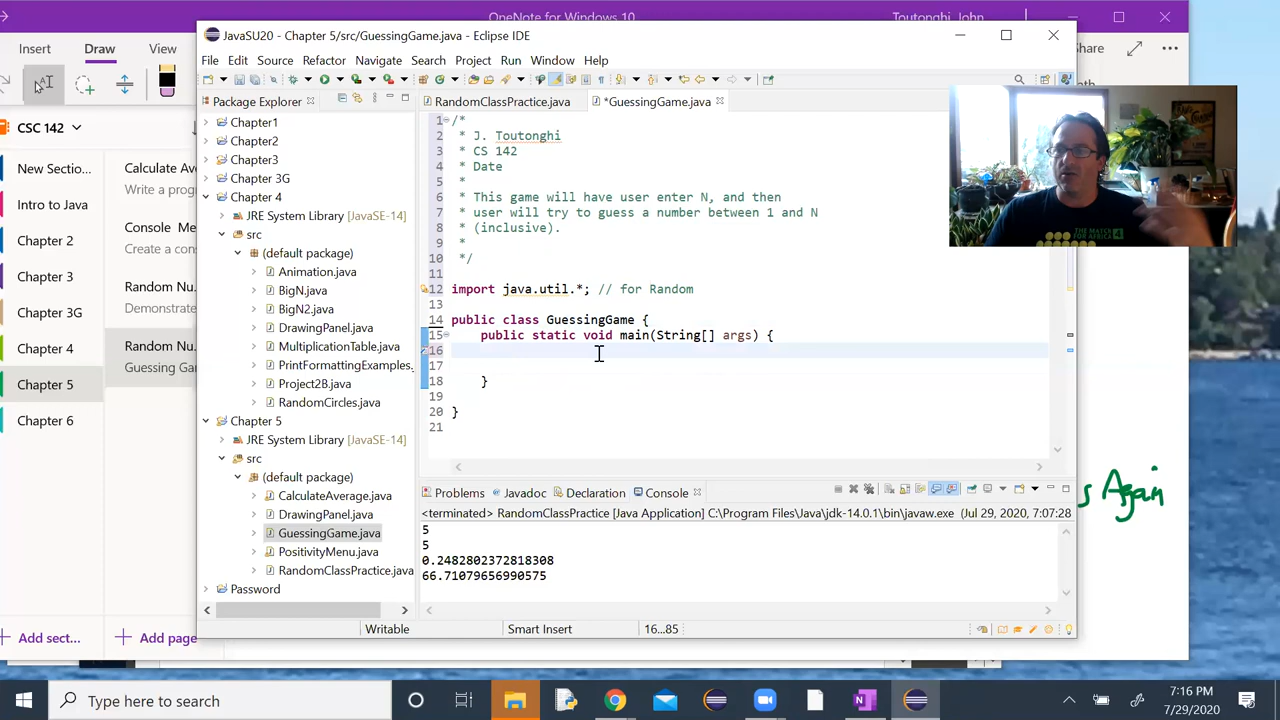 OneNote for Windows 10
Toutonghi, John
Insert
Draw
View
CSC 142
New Sectio...
Intro to Java
Chapter 2
Chapter 3
Chapter 3G
Chapter 4
Chapter 5
Chapter 6
Add sect...
Calculate Avera
Write a prog
Console Me
Create a cons
Random Nu.
Demonstrate
Random Nu.
Guessing Ga
Add page
JavaSU20 - Chapter 5/src/GuessingGame.java - Eclipse IDE
File Edit Source Refactor Navigate Search Project Run Window Help
Package Explorer
Chapter1
Chapter2
Chapter3
Chapter 3G
Chapter 4
JRE System Library [JavaSE-14]
src
(default package)
Animation.java
BigN.java
BigN2.java
DrawingPanel.java
MultiplicationTable.java
PrintFormattingExamples.
Project2B.java
RandomCircles.java
Chapter 5
JRE System Library [JavaSE-14]
src
(default package)
CalculateAverage.java
DrawingPanel.java
GuessingGame.java
PositivityMenu.java
RandomClassPractice.java
Password
RandomClassPractice.java
*GuessingGame.java
1 /*
2 * J. Toutonghi
3 * CS 142
4 * Date
5 *
6 * This game will have user enter N, and then
7 * user will try to guess a number between 1 and N
8 * (inclusive).
9 *
10 */
11
12 import java.util.*; // for Random
13
14 public class GuessingGame {
15 public static void main(String[] args) {
16
17
18 }
19
20 }
21
Problems Javadoc Declaration Console
<terminated> RandomClassPractice [Java Application] C:\Program Files\Java\jdk-14.0.1\bin\javaw.exe (Jul 29, 2020, 7:07:28
5
5
0.2482802372818308
66.71079656990575
Writable
Smart Insert
16...85
Share
s Again
Type here to search
7:16 PM
7/29/2020